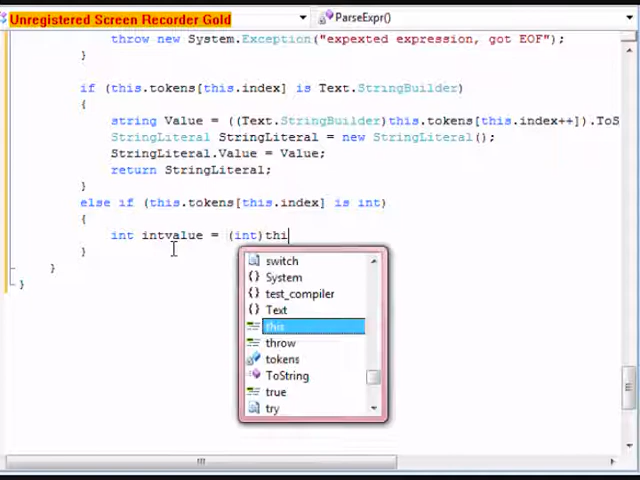 Unregistered Screen Recorder Gold
ParseExpr()
throw new System.Exception("expexted expression, got EOF");
}
if (this.tokens[this.index] is Text.StringBuilder)
{
string Value = ((Text.StringBuilder)this.tokens[this.index++]).ToS
StringLiteral StringLiteral = new StringLiteral();
StringLiteral.Value = Value;
return StringLiteral;
}
else if (this.tokens[this.index] is int)
{
int intvalue = (int)thi
}
}
}
switch
System
test_compiler
Text
this
throw
tokens
ToString
true
try